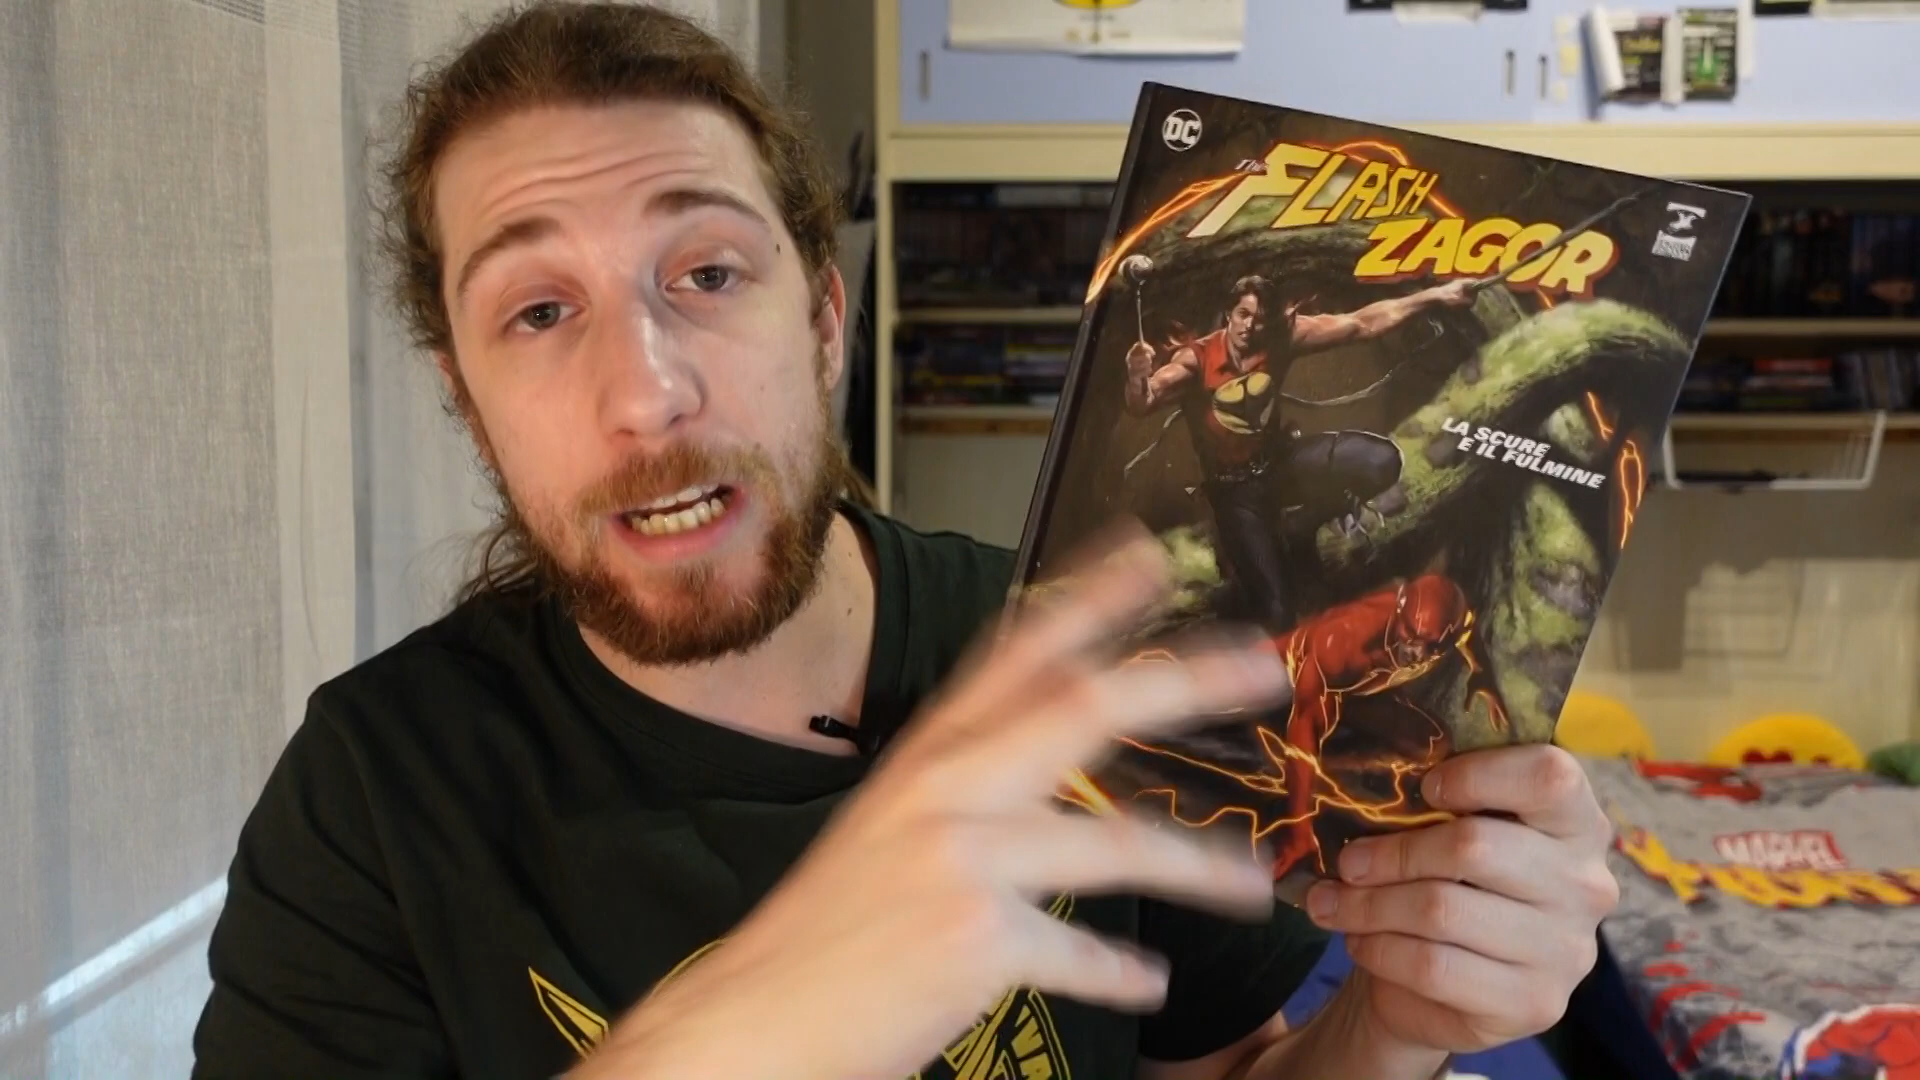 DC
The
FLASH
ZAGOR
LA SCURE
E IL FULMINE
MARVEL